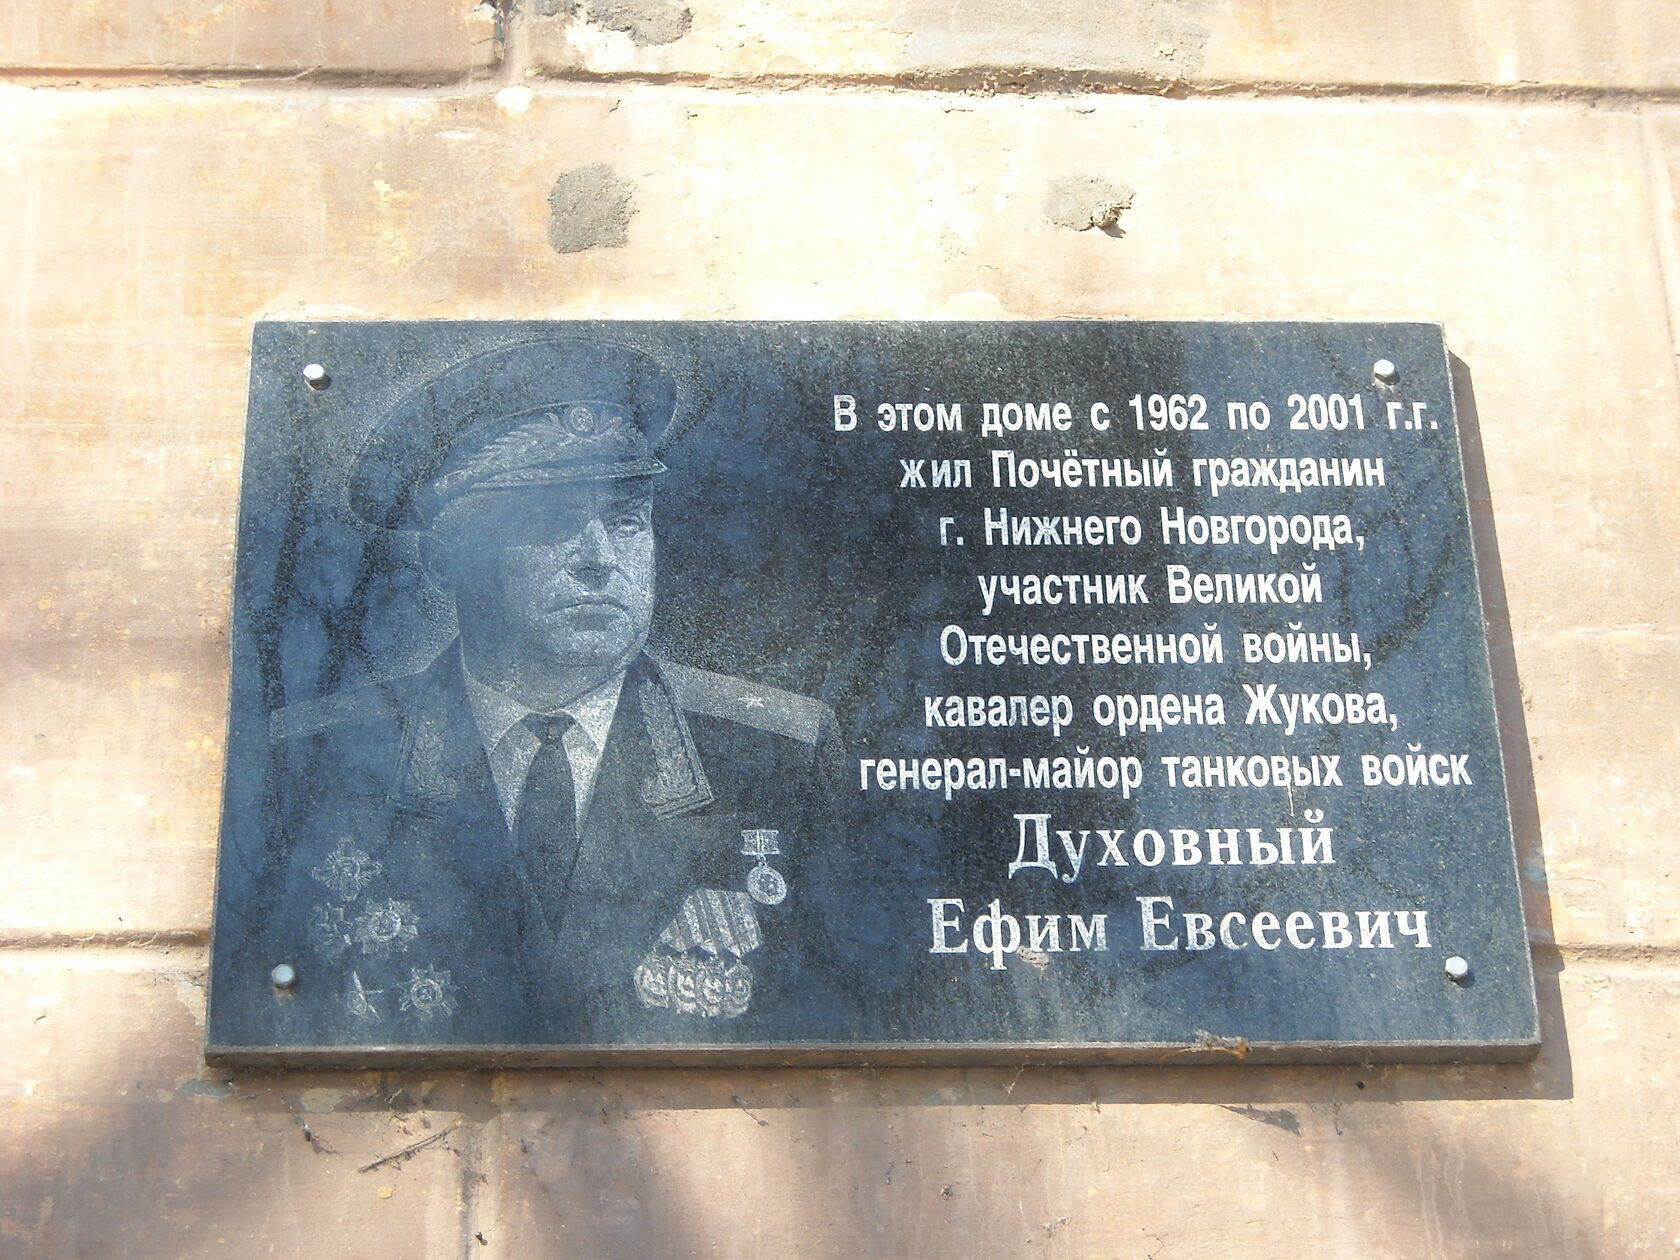 В этом доме с 1962 по 2001 г.г.
жил Почётный гражданин
г. Нижнего Новгорода,
участник Великой
Отечественной войны,
кавалер ордена Жукова,
генерал-майор танковых войск
Духовный
Ефим Евсеевич